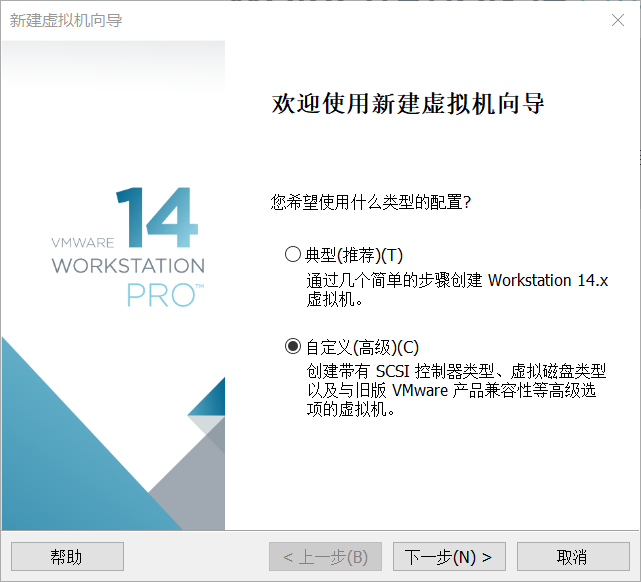 新建虚拟机向导
欢迎使用新建虚拟机向导
14
VMWARE
WORKSTATION
PRO™
您希望使用什么类型的配置?
典型(推荐)(T)
通过几个简单的步骤创建 Workstation 14.x
虚拟机。
自定义(高级)(C)
创建带有 SCSI 控制器类型、虚拟磁盘类型
以及与旧版 VMware 产品兼容性等高级选
项的虚拟机。
帮助
< 上一步(B)
下一步(N) >
取消